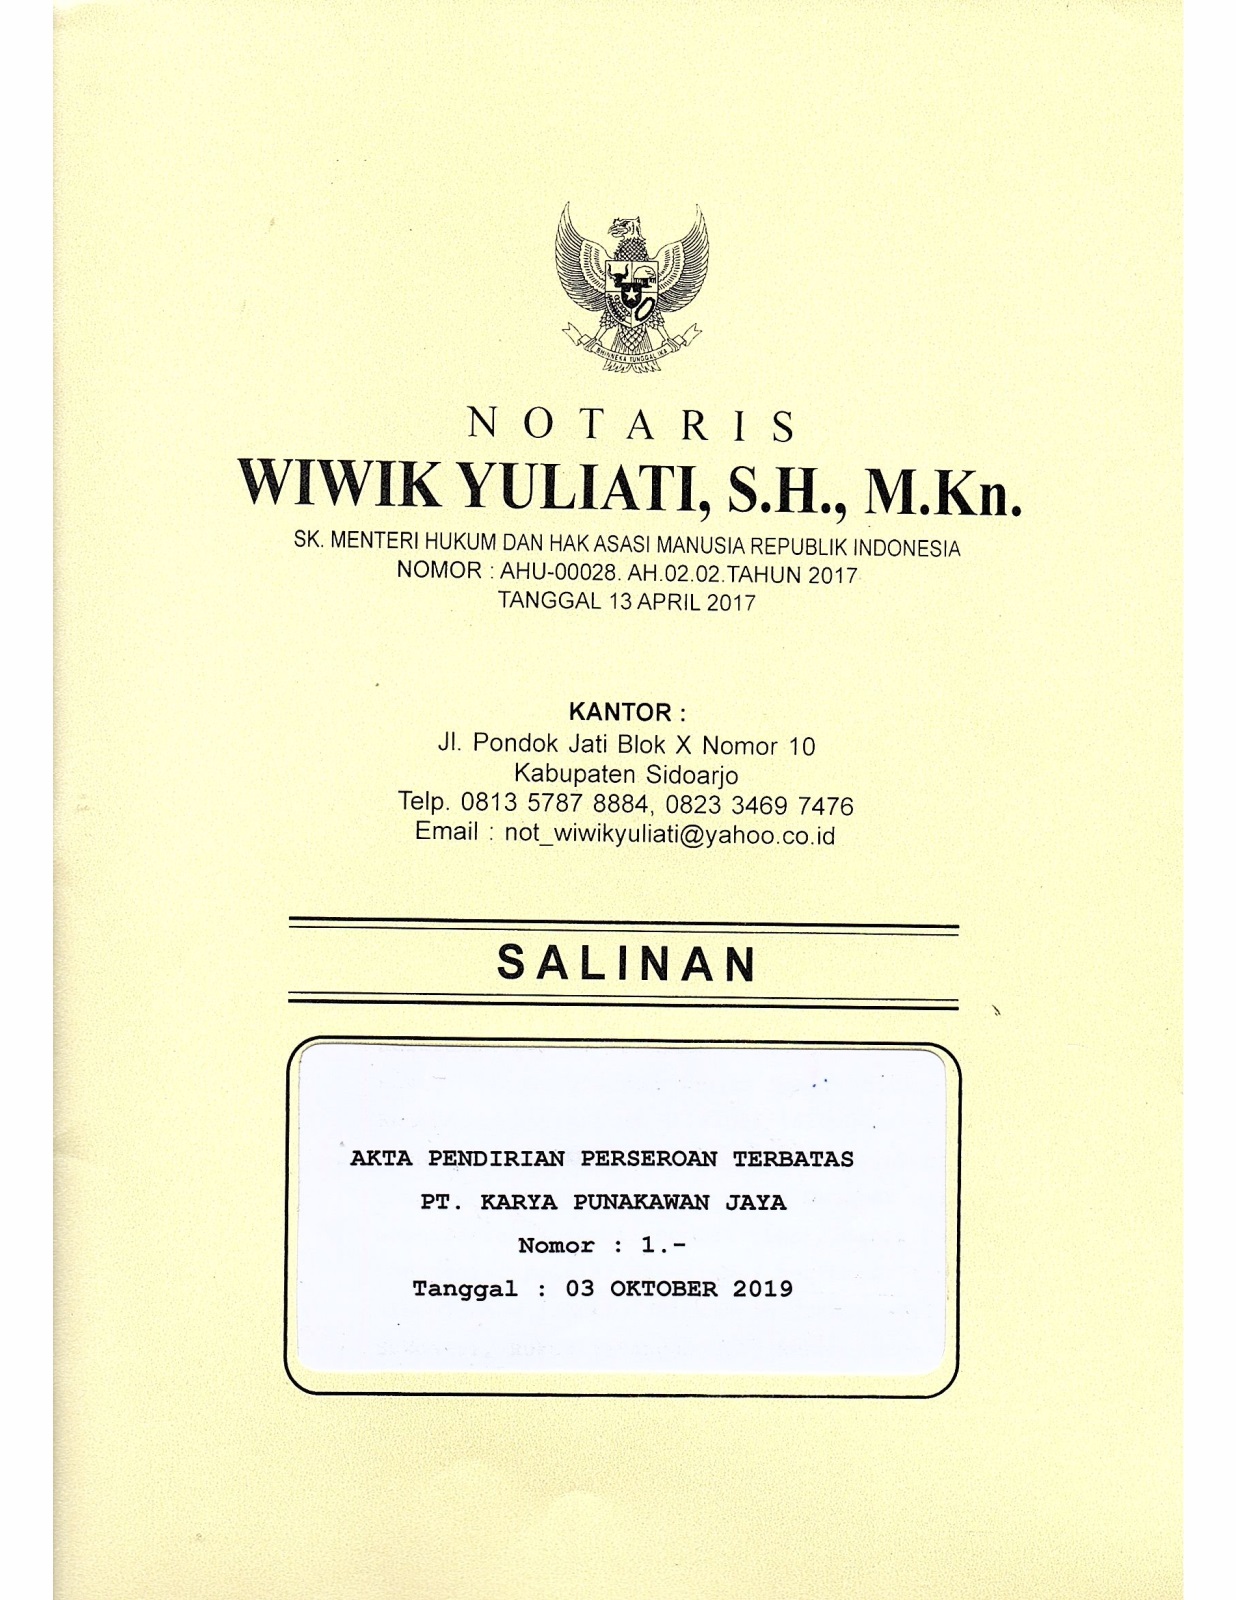 BHINNEKA TUNGGAL IKA
NOTARIS
WIWIK YULIATI, S.H., M.Kn.
SK. MENTERI HUKUM DAN HAK ASASI MANUSIA REPUBLIK INDONESIA
NOMOR : AHU-00028. AH.02.02.TAHUN 2017
TANGGAL 13 APRIL 2017
KANTOR :
Jl. Pondok Jati Blok X Nomor 10
Kabupaten Sidoarjo
Telp. 0813 5787 8884, 0823 3469 7476
Email : not_wiwikyuliati@yahoo.co.id
SALINAN
AKTA PENDIRIAN PERSEROAN TERBATAS
PT. KARYA PUNAKAWAN JAYA
Nomor : 1.-
Tanggal : 03 OKTOBER 2019